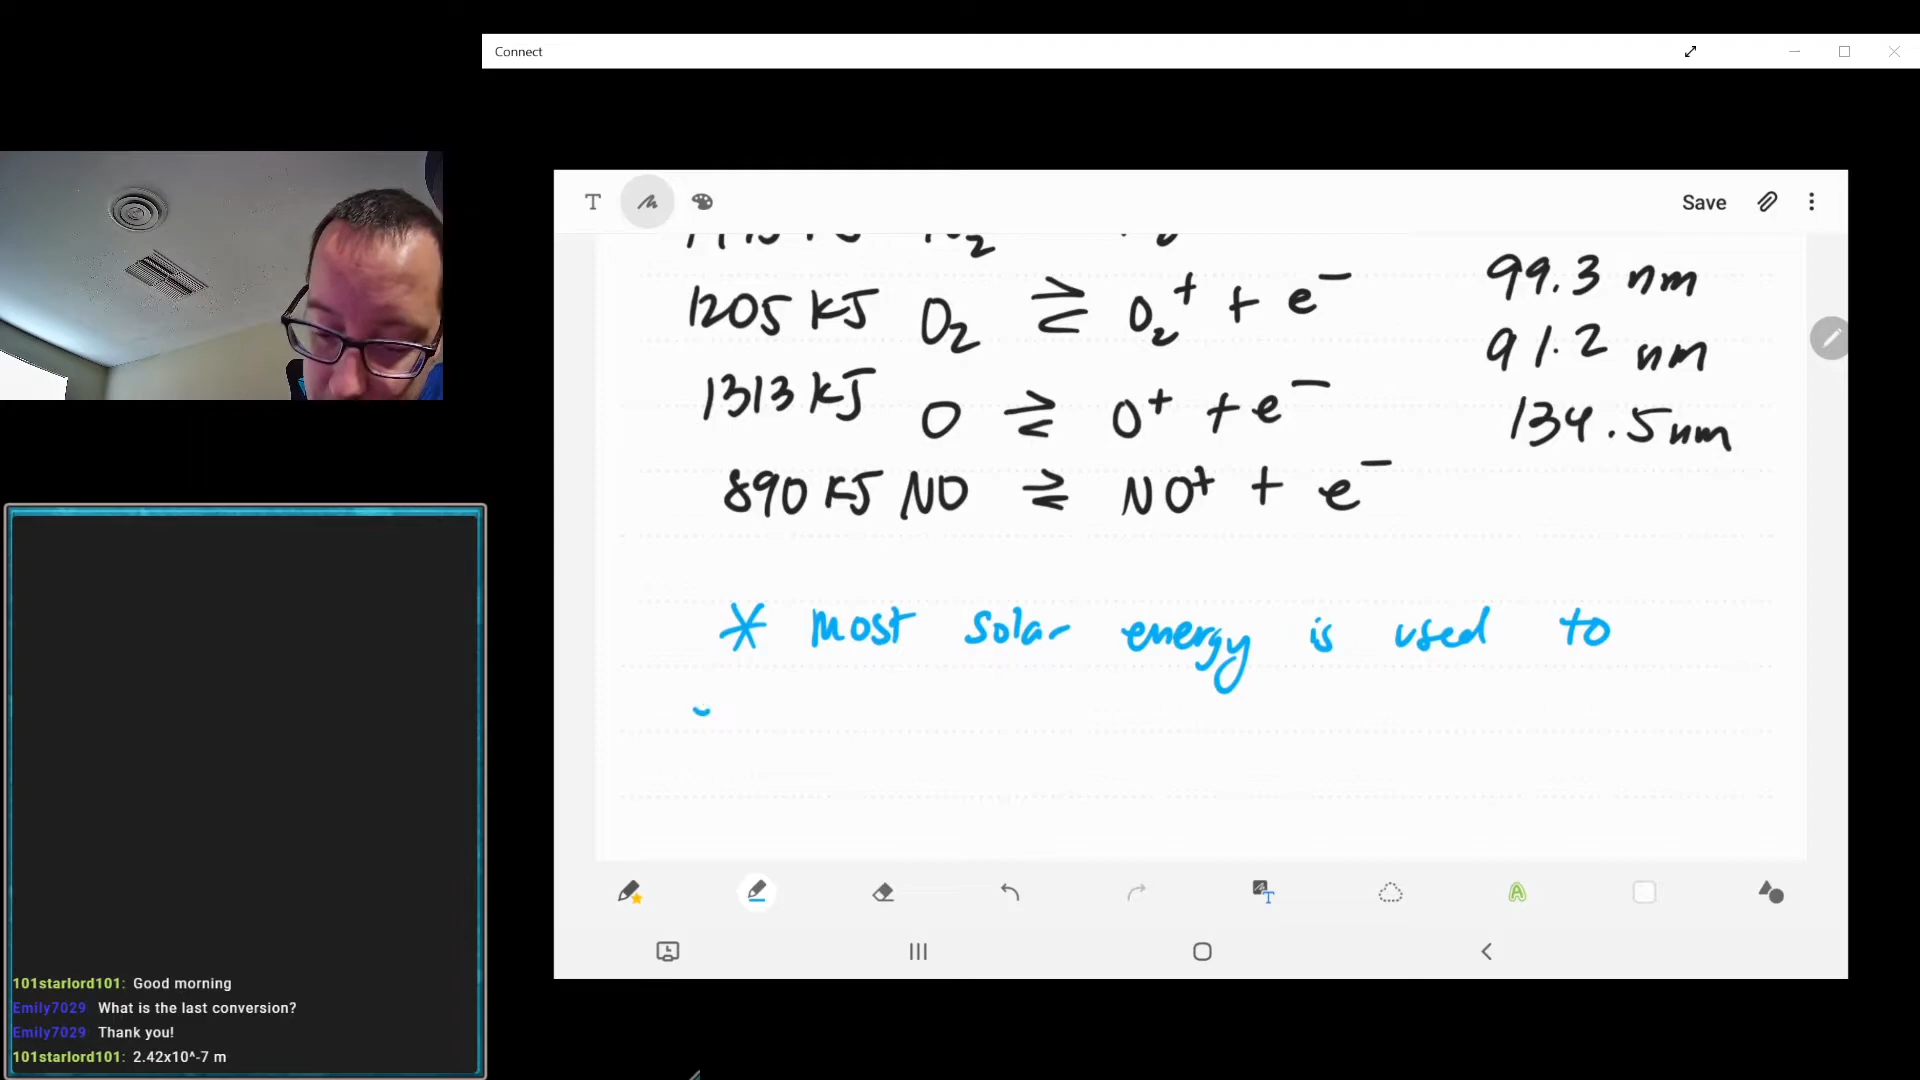 Connect
T
Save
1205 kJ O2 ⇌ O2+ + e−
99.3 nm
1313 kJ O ⇌ O+ + e−
91.2 nm
890 kJ NO ⇌ NO+ + e−
134.5 nm
* most solar energy is used to
101starlord101: Good morning
Emily7029 What is the last conversion?
Emily7029 Thank you!
101starlord101: 2.42x10^-7 m